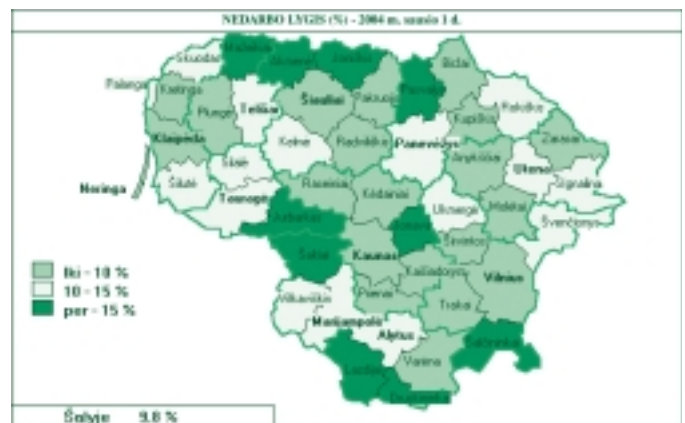 NEDARBO LYGIS (%) - 2004 m. sausio 1 d.
Mažeikiai
Akmenė
Joniškis
Skuodas
Biržai
Palanga
Kretinga
Pasvalys
Plungė
Telšiai
Šiauliai
Pakruojis
Rokiškis
Kupiškis
Klaipėda
Kelmė
Radviliškis
Panevėžys
Zarasai
Anykščiai
Šilalė
Utena
Neringa
Šilutė
Tauragė
Raseiniai
Kėdainiai
Ignalina
Ukmergė
Molėtai
Jurbarkas
Jonava
Švenčionys
Širvintos
Šakiai
Kaunas
Iki - 10 %
Kaišiadorys
Vilnius
10 - 15 %
Vilkaviškis
Prienai
Trakai
per - 15 %
Marijampolė
Alytus
Šalčininkai
Varėna
Lazdijai
Druskininkai
Šalyje 9.8 %